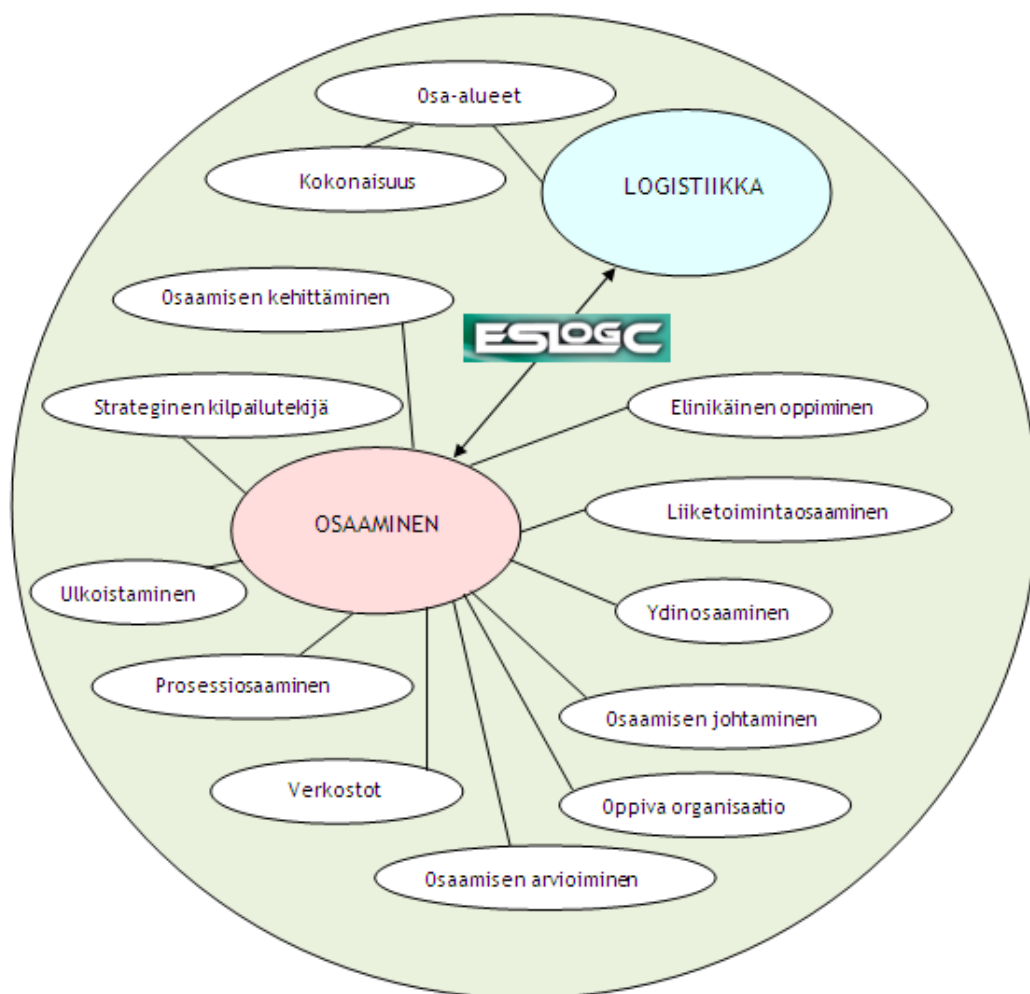 Osa-alueet
Kokonaisuus
LOGISTIIKKA
Osaamisen kehittäminen
ESLOGC
Strateginen kilpailutekijä
Elinikäinen oppiminen
Liiketoimintaosaaminen
OSAAMINEN
Ulkoistaminen
Ydinosaaminen
Prosessiosaaminen
Osaamisen johtaminen
Verkostot
Oppiva organisaatio
Osaamisen arvioiminen